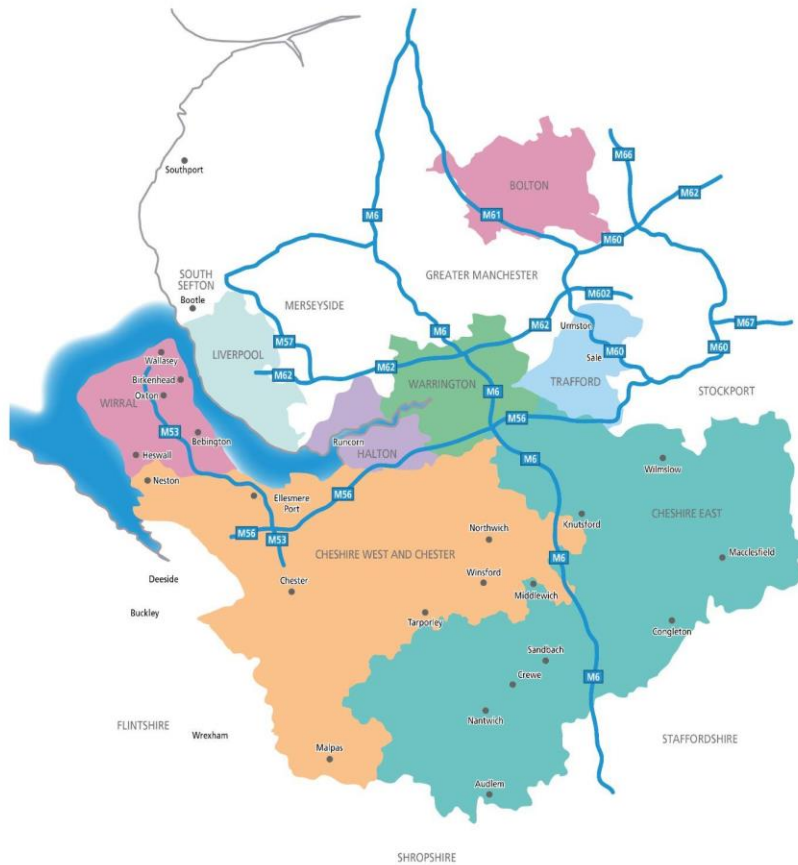 M6
M66
M62
BOLTON
Southport
M61
M60
SOUTH
SEFTON
Bootle
GREATER MANCHESTER
MERSEYSIDE
M602
M6
M62
Urmston
M67
M57
LIVERPOOL
M60
M60
Sale
Wallasey
M62
M62
WARRINGTON
TRAFFORD
STOCKPORT
Birkenhead
Oxton
WIRRAL
M6
M53
M56
Bebington
Runcorn
HALTON
Heswall
M6
Wilmslow
Neston
Ellesmere
Port
M56
Knutsford
CHESHIRE EAST
M56
M53
Northwich
CHESHIRE WEST AND CHESTER
M6
Macclesfield
Deeside
Chester
Winsford
Middlewich
Buckley
Tarporley
Congleton
Sandbach
Crewe
M6
Nantwich
FLINTSHIRE
Wrexham
STAFFORDSHIRE
Malpas
Audlem
SHROPSHIRE